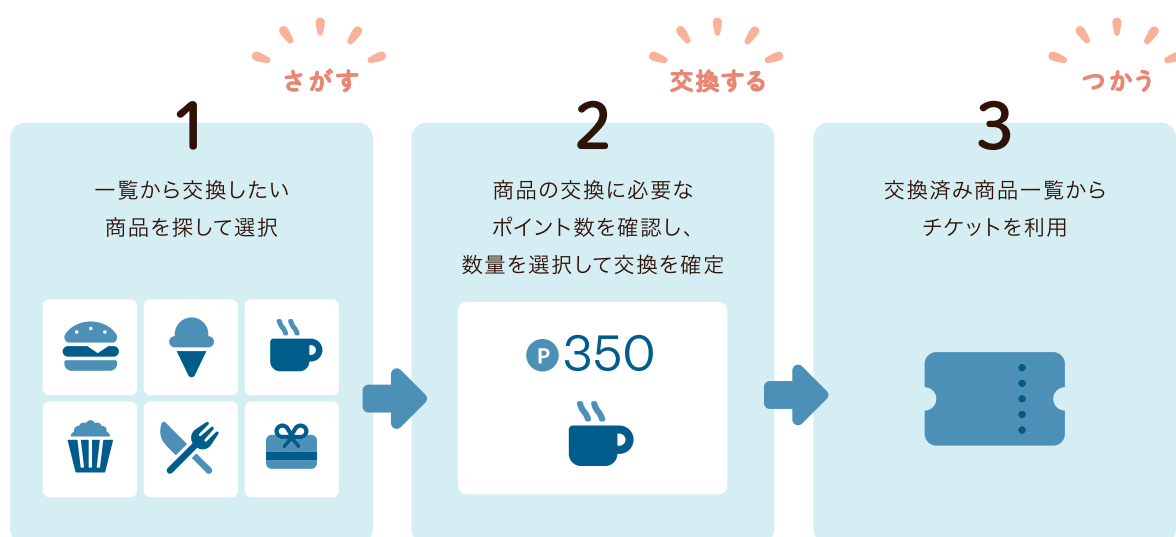 さがす
1
一覧から交換したい
商品を探して選択
交換する
2
商品の交換に必要な
ポイント数を確認し、
数量を選択して交換を確定
P 350
つかう
3
交換済み商品一覧から
チケットを利用